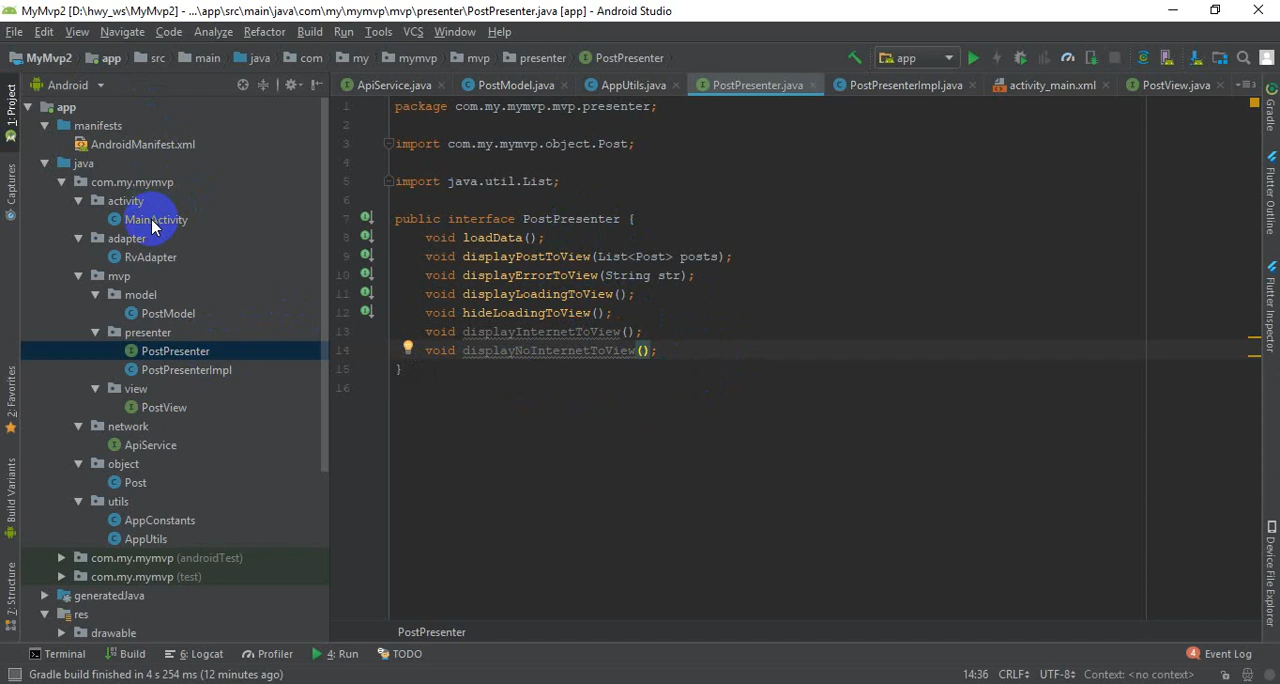 MyMvp2 [D:\hwy_ws\MyMvp2] - ...\app\src\main\java\com\my\mymvp\mvp\presenter\PostPresenter.java [app] - Android Studio
File Edit View Navigate Code Analyze Refactor Build Run Tools VCS Window Help
MyMvp2 app src main java com my mymvp mvp presenter PostPresenter app
Android ApiService.java PostModel.java AppUtils.java PostPresenter.java PostPresenterImpl.java activity_main.xml PostView.java
1: Project
Captures
2: Favorites
Build Variants
7: Structure
app
manifests
AndroidManifest.xml
java
com.my.mymvp
activity
MainActivity
adapter
RvAdapter
mvp
model
PostModel
presenter
PostPresenter
PostPresenterImpl
view
PostView
network
ApiService
object
Post
utils
AppConstants
AppUtils
com.my.mymvp (androidTest)
com.my.mymvp (test)
generatedJava
res
drawable
1 package com.my.mymvp.mvp.presenter;
2
3 import com.my.mymvp.object.Post;
4
5 import java.util.List;
6
7 public interface PostPresenter {
8 void loadData();
9 void displayPostToView(List<Post> posts);
10 void displayErrorToView(String str);
11 void displayLoadingToView();
12 void hideLoadingToView();
13 void displayInternetToView();
14 void displayNoInternetToView();
15 }
16
PostPresenter
Gradle
Flutter Outline
Flutter Inspector
Device File Explorer
Terminal Build 6: Logcat Profiler 4: Run TODO 4 Event Log
Gradle build finished in 4 s 254 ms (12 minutes ago) 14:36 CRLF UTF-8 Context: <no context>